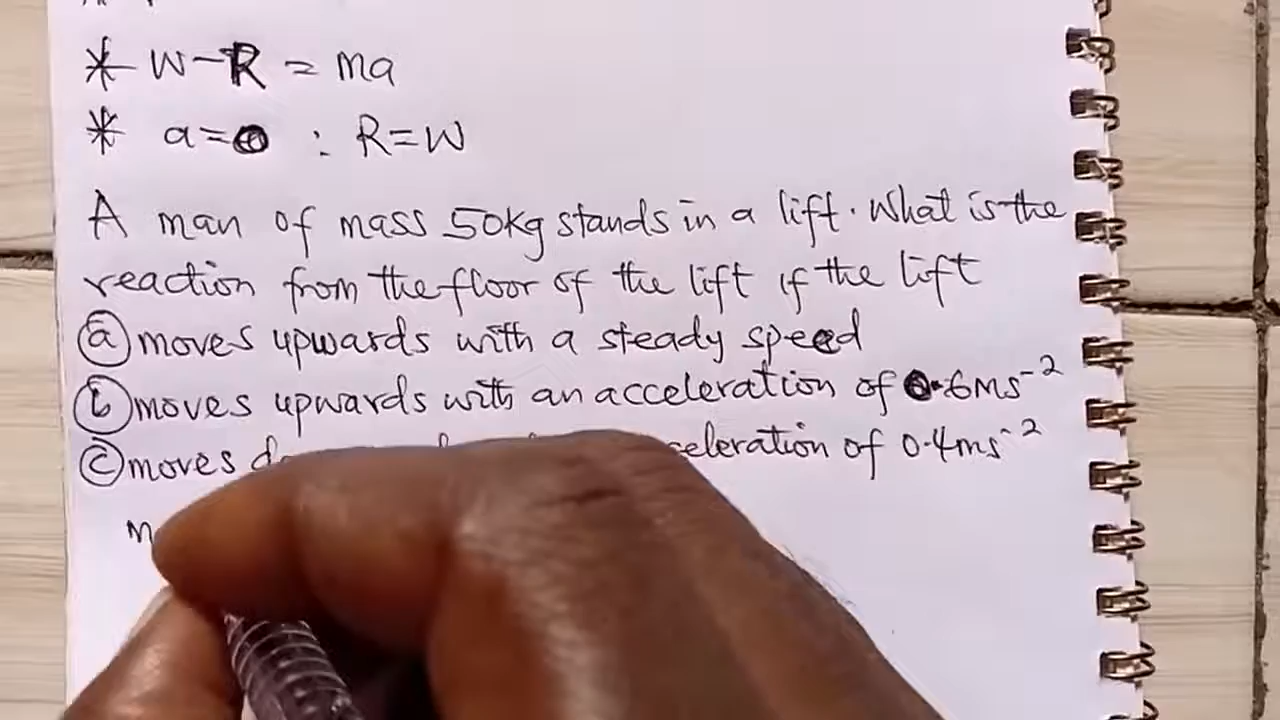 * W-R = ma
* a=0 : R=W
A man of mass 50kg stands in a lift. What is the
reaction from the floor of the lift if the lift
(a) moves upwards with a steady speed
(b) moves upwards with an acceleration of 0.6ms⁻²
(c) moves celeration of 0.4ms⁻²
m